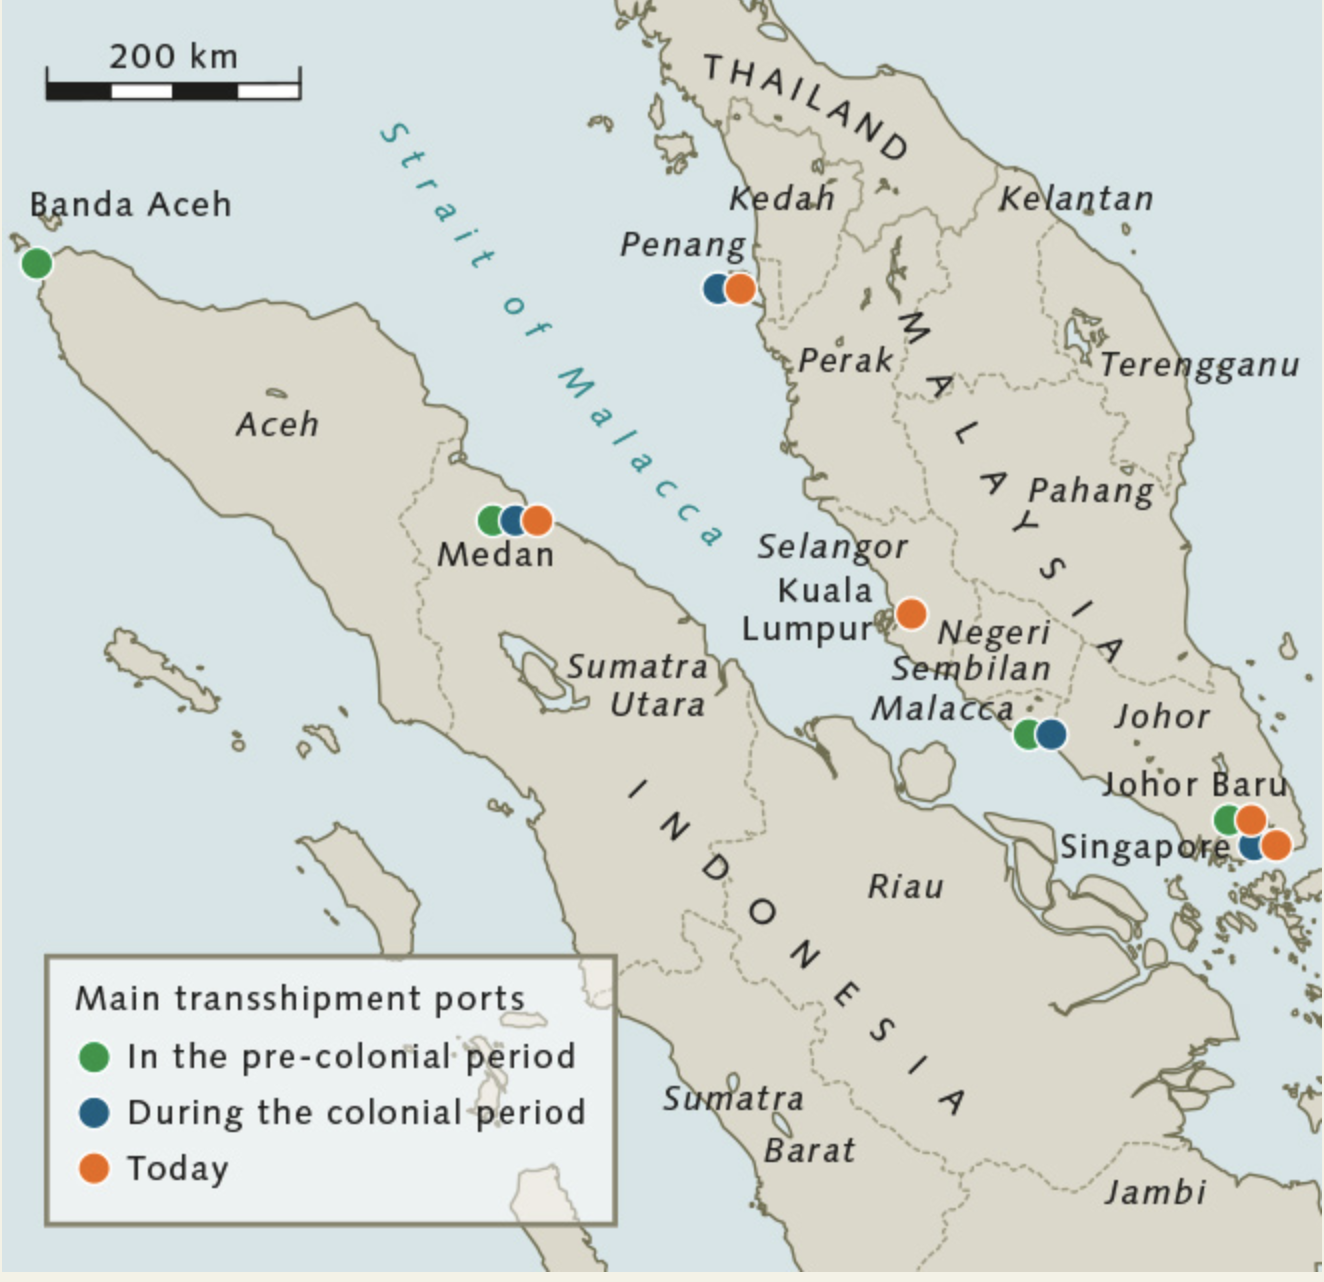 200 km
THAILAND
Strait of Malacca
Banda Aceh
Kedah
Kelantan
Penang
MALAYSIA
Perak
Terengganu
Aceh
Pahang
Medan
Selangor
Kuala
Lumpur
Negeri
Sembilan
Sumatra
Utara
Malacca
Johor
Johor Baru
Singapore
INDONESIA
Riau
Main transshipment ports
In the pre-colonial period
During the colonial period
Today
Sumatra
Barat
Jambi